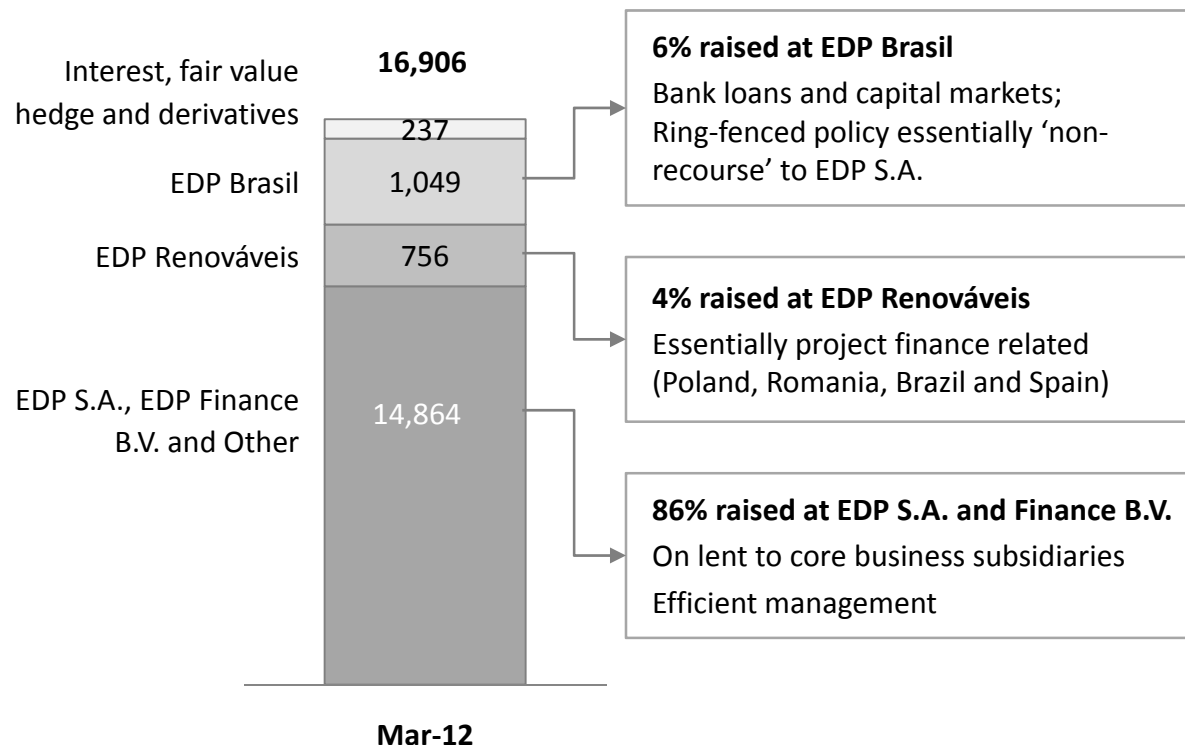 16,906
Interest, fair value
hedge and derivatives
237
EDP Brasil
1,049
EDP Renováveis
756
EDP S.A., EDP Finance
B.V. and Other
14,864
Mar-12
6% raised at EDP Brasil
Bank loans and capital markets;
Ring-fenced policy essentially ‘non-
recourse’ to EDP S.A.
4% raised at EDP Renováveis
Essentially project finance related
(Poland, Romania, Brazil and Spain)
86% raised at EDP S.A. and Finance B.V.
On lent to core business subsidiaries
Efficient management